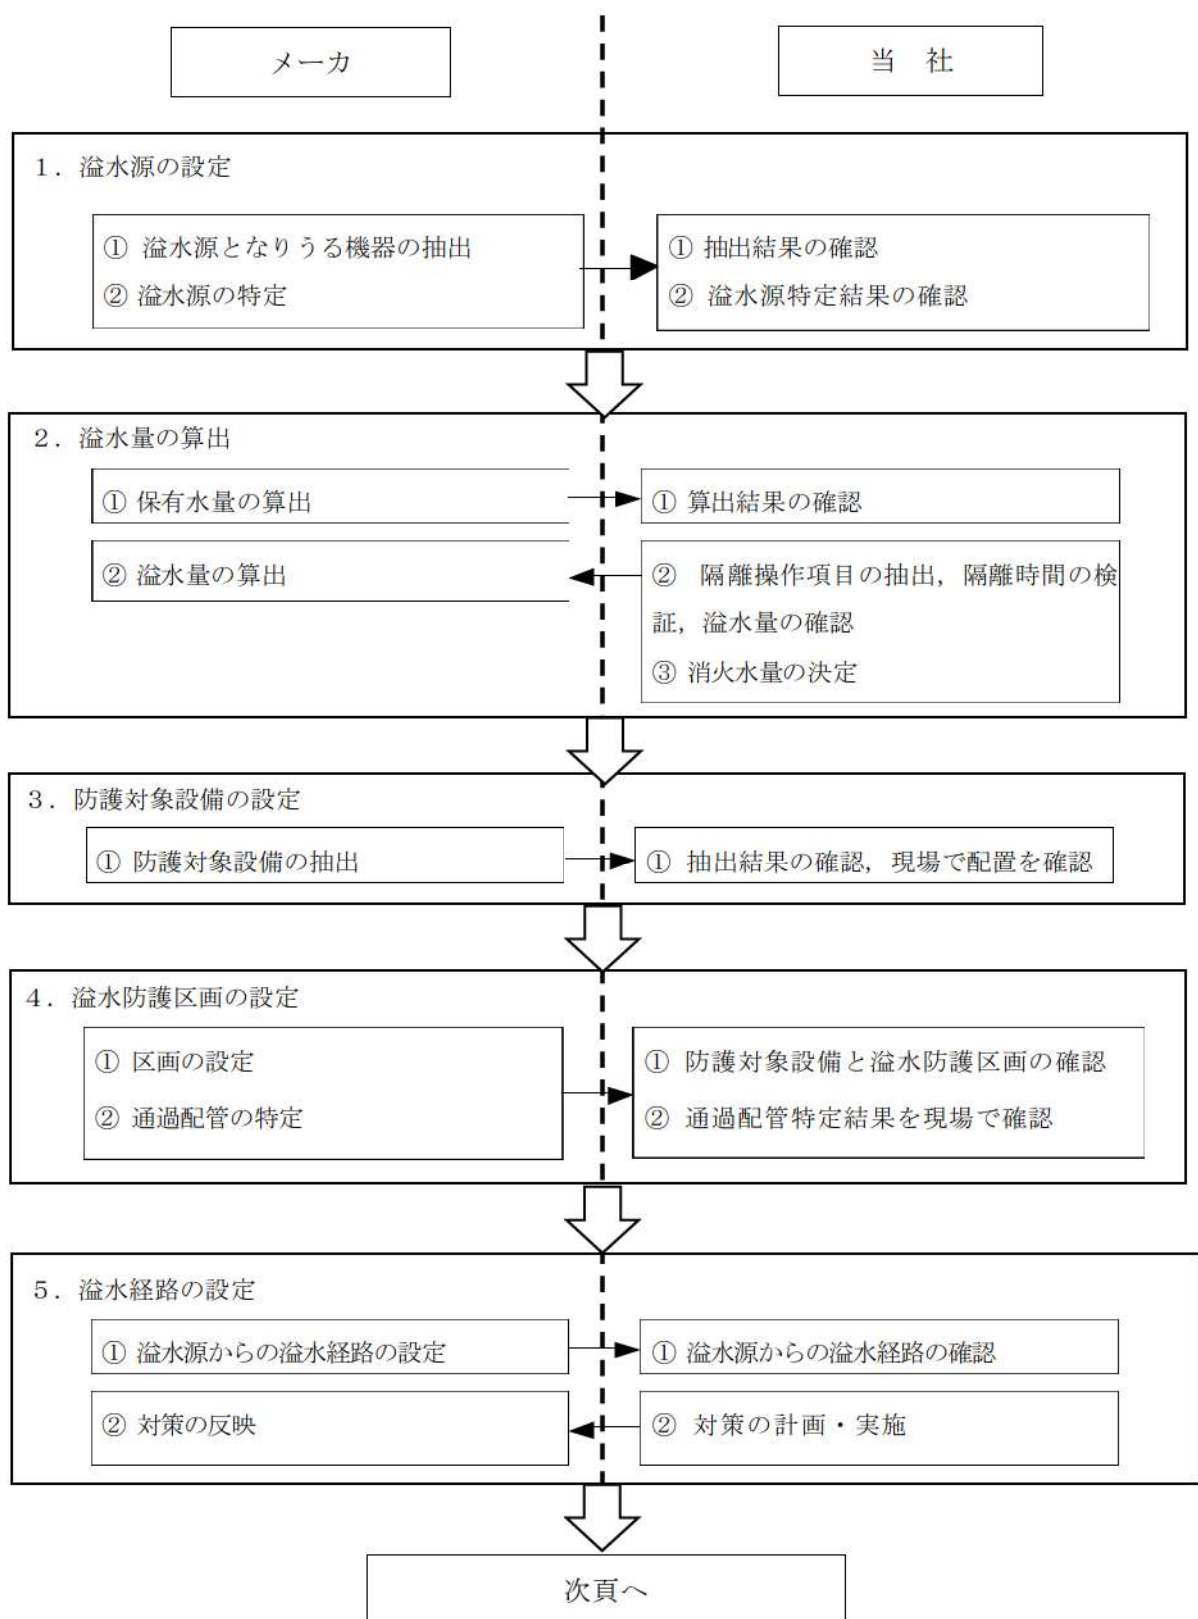 メーカ
当　社
１．溢水源の設定
① 溢水源となりうる機器の抽出
② 溢水源の特定
① 抽出結果の確認
② 溢水源特定結果の確認
２．溢水量の算出
① 保有水量の算出
① 算出結果の確認
② 溢水量の算出
② 隔離操作項目の抽出，隔離時間の検
証，溢水量の確認
③ 消火水量の決定
３．防護対象設備の設定
① 防護対象設備の抽出
① 抽出結果の確認，現場で配置を確認
４．溢水防護区画の設定
① 区画の設定
② 通過配管の特定
① 防護対象設備と溢水防護区画の確認
② 通過配管特定結果を現場で確認
５．溢水経路の設定
① 溢水源からの溢水経路の設定
① 溢水源からの溢水経路の確認
② 対策の反映
② 対策の計画・実施
次頁へ